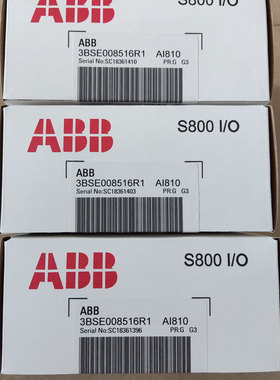 ABB
ABB
3BSE008516R1 AI810
Serial No:SC18361410
PR:G G3
ABB
S800 I/O
ABB
3BSE008516R1 AI810
Serial No:SC18361403
PR:G G3
ABB
S800 I/O
ABB
3BSE008516R1 AI810
Serial No:SC18361396
PR:G G3